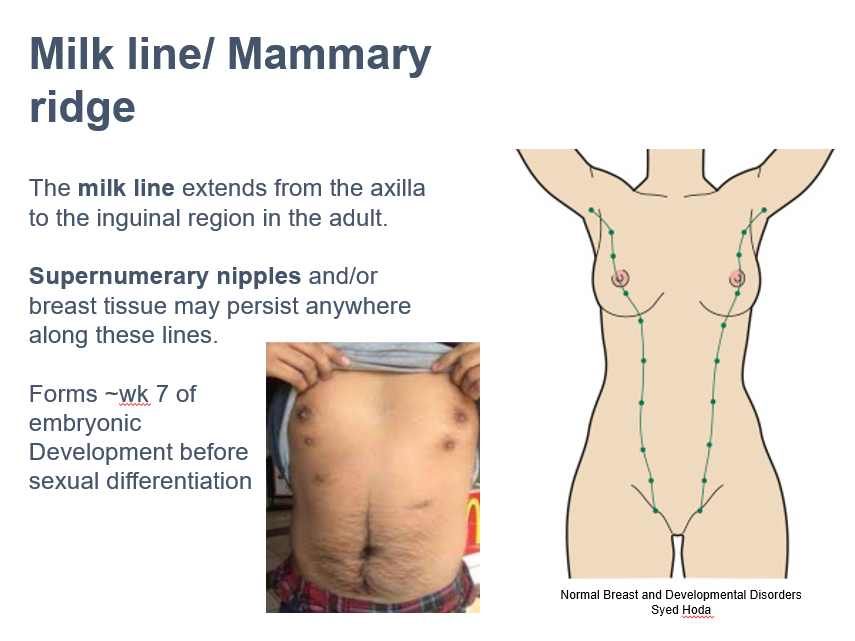 Milk line/ Mammary
ridge
The milk line extends from the axilla
to the inguinal region in the adult.
Supernumerary nipples and/or
breast tissue may persist anywhere
along these lines.
Forms ~wk 7 of
embryonic
Development before
sexual differentiation
Normal Breast and Developmental Disorders
Syed Hoda